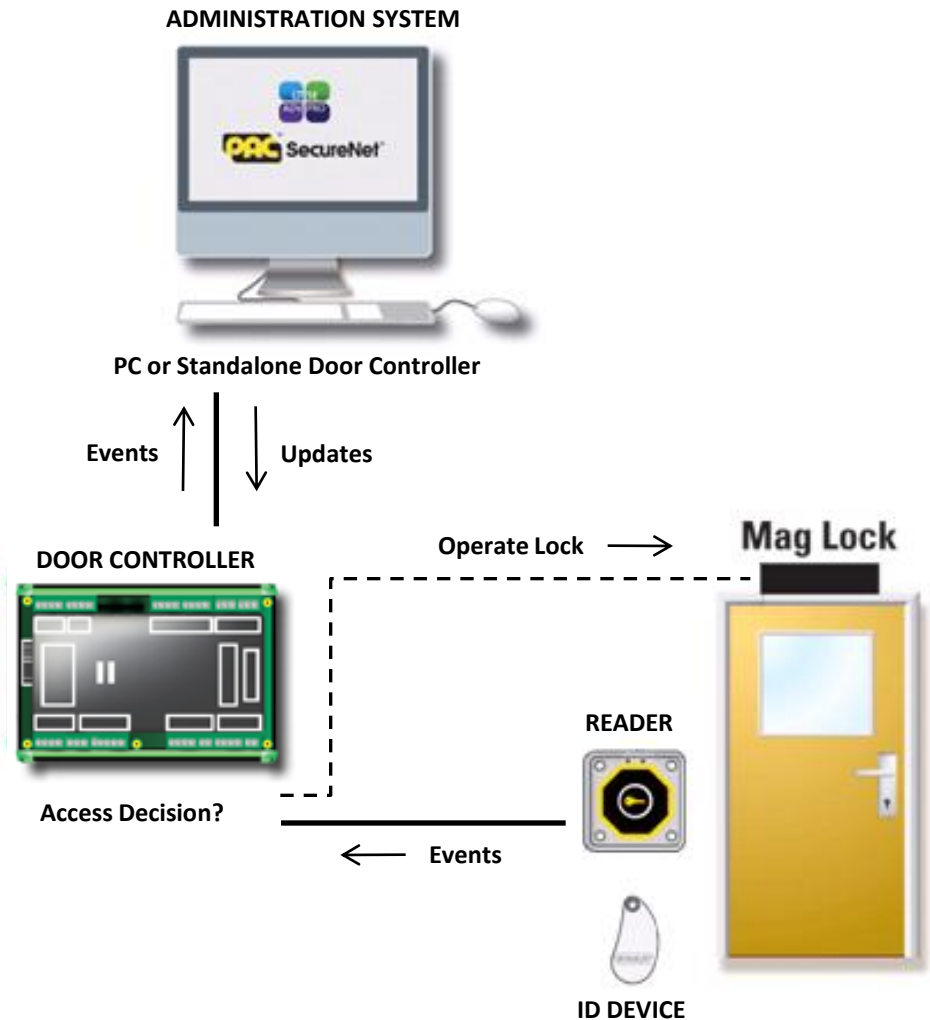 ADMINISTRATION SYSTEM
PAC SecureNet
PC or Standalone Door Controller
Events
Updates
DOOR CONTROLLER
Operate Lock
Mag Lock
READER
Access Decision?
Events
ID DEVICE